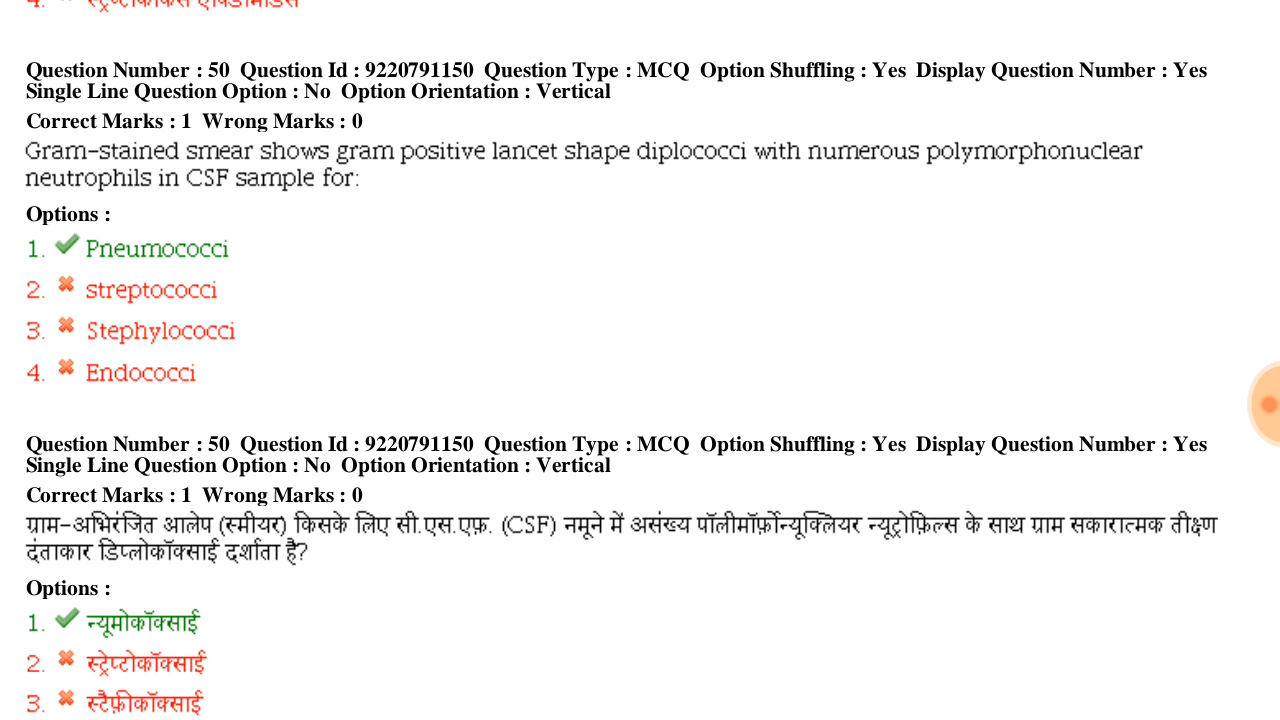 4. स्ट्रेप्टोकॉकस
Question Number : 50 Question Id : 9220791150 Question Type : MCQ Option Shuffling : Yes Display Question Number : Yes
Single Line Question Option : No Option Orientation : Vertical
Correct Marks : 1 Wrong Marks : 0
Gram-stained smear shows gram positive lancet shape diplococci with numerous polymorphonuclear
neutrophils in CSF sample for:
Options :
1. Pneumococci
2. streptococci
3. Stephylococci
4. Endococci
Question Number : 50 Question Id : 9220791150 Question Type : MCQ Option Shuffling : Yes Display Question Number : Yes
Single Line Question Option : No Option Orientation : Vertical
Correct Marks : 1 Wrong Marks : 0
ग्राम-अभिरंजित आलेप (स्मीयर) किसके लिए सी.एस.एफ़. (CSF) नमूने में असंख्य पॉलीमॉर्फ़ोन्यूक्लियर न्यूट्रोफ़िल्स के साथ ग्राम सकारात्मक तीक्ष्ण
दंताकार डिप्लोकॉक्साई दर्शाता है?
Options :
1. न्यूमोकॉक्साई
2. स्ट्रेप्टोकॉक्साई
3. स्टैफ़ीकॉक्साई